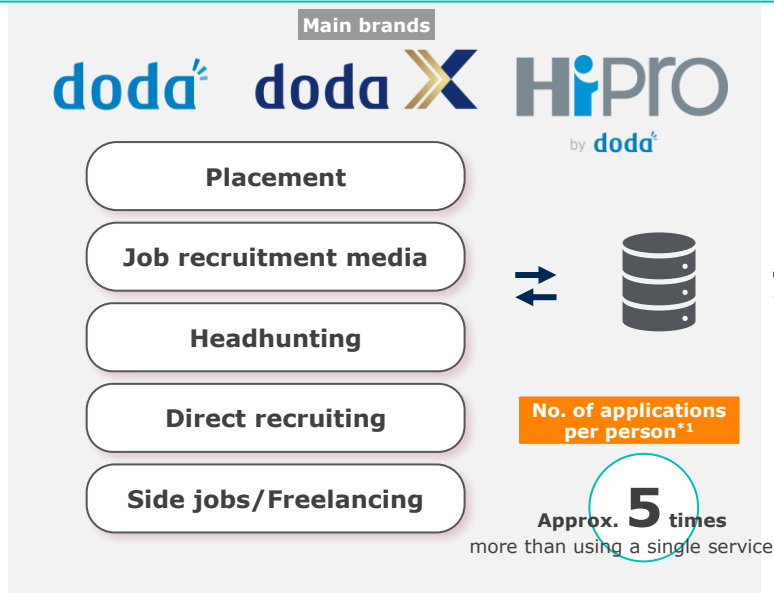 Main brands
doda doda X HiPro
by doda
Placement
Job recruitment media
Headhunting
Direct recruiting
Side jobs/Freelancing
No. of applications
per person*1
Approx. 5 times
more than using a single service